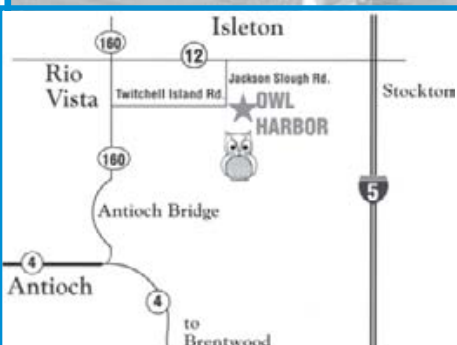 Isleton
160
12
Rio
Vista
Jackson Slough Rd.
Twitchell Island Rd.
Stockton
OWL
HARBOR
160
5
Antioch Bridge
4
Antioch
4
to
Brentwood